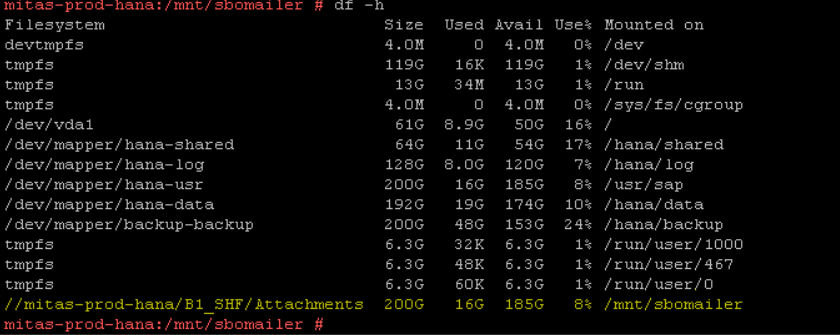 mitas-prod-hana:/mnt/sbomailer # df -h
Filesystem Size Used Avail Use% Mounted on
devtmpfs 4.0M 0 4.0M 0% /dev
tmpfs 119G 16K 119G 1% /dev/shm
tmpfs 13G 34M 13G 1% /run
tmpfs 4.0M 0 4.0M 0% /sys/fs/cgroup
/dev/vda1 61G 8.9G 50G 16% /
/dev/mapper/hana-shared 64G 11G 54G 17% /hana/shared
/dev/mapper/hana-log 128G 8.0G 120G 7% /hana/log
/dev/mapper/hana-usr 200G 16G 185G 8% /usr/sap
/dev/mapper/hana-data 192G 19G 174G 10% /hana/data
/dev/mapper/backup-backup 200G 48G 153G 24% /hana/backup
tmpfs 6.3G 32K 6.3G 1% /run/user/1000
tmpfs 6.3G 48K 6.3G 1% /run/user/467
tmpfs 6.3G 60K 6.3G 1% /run/user/0
//mitas-prod-hana/B1_SHF/Attachments 200G 16G 185G 8% /mnt/sbomailer
mitas-prod-hana:/mnt/sbomailer #